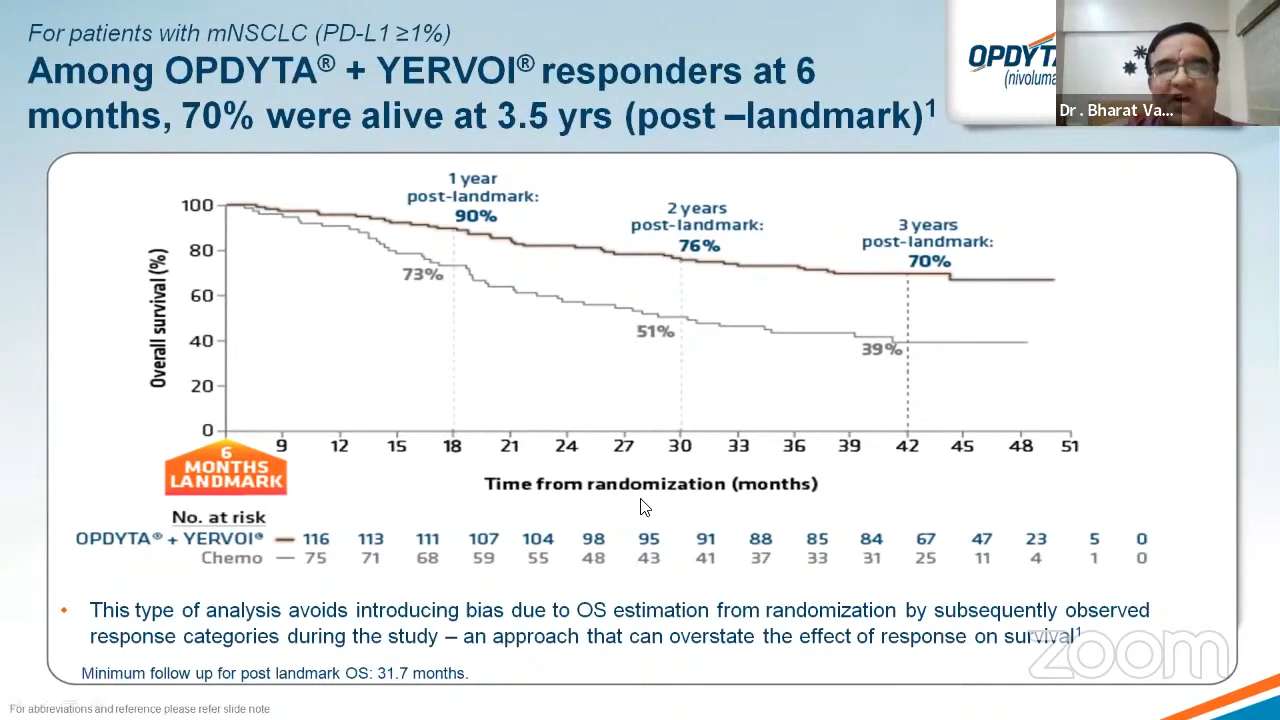 For patients with mNSCLC (PD-L1 ≥1%)
Among OPDYTA® + YERVOI® responders at 6
months, 70% were alive at 3.5 yrs (post –landmark)1
OPDYTA
(nivoluma
Dr . Bharat Va...
1 year
post-landmark:
90%
2 years
post-landmark:
76%
3 years
post-landmark:
70%
Overall survival (%)
100
80
60
40
20
0
73%
51%
39%
9 12 15 18 21 24 27 30 33 36 39 42 45 48 51
6
MONTHS
LANDMARK
Time from randomization (months)
No. at risk
OPDYTA® + YERVOI® 116 113 111 107 104 98 95 91 88 85 84 67 47 23 5 0
Chemo 75 71 68 59 55 48 43 41 37 33 31 25 11 4 1 0
• This type of analysis avoids introducing bias due to OS estimation from randomization by subsequently observed
response categories during the study – an approach that can overstate the effect of response on survival1
zoom
Minimum follow up for post landmark OS: 31.7 months.
For abbreviations and reference please refer slide note